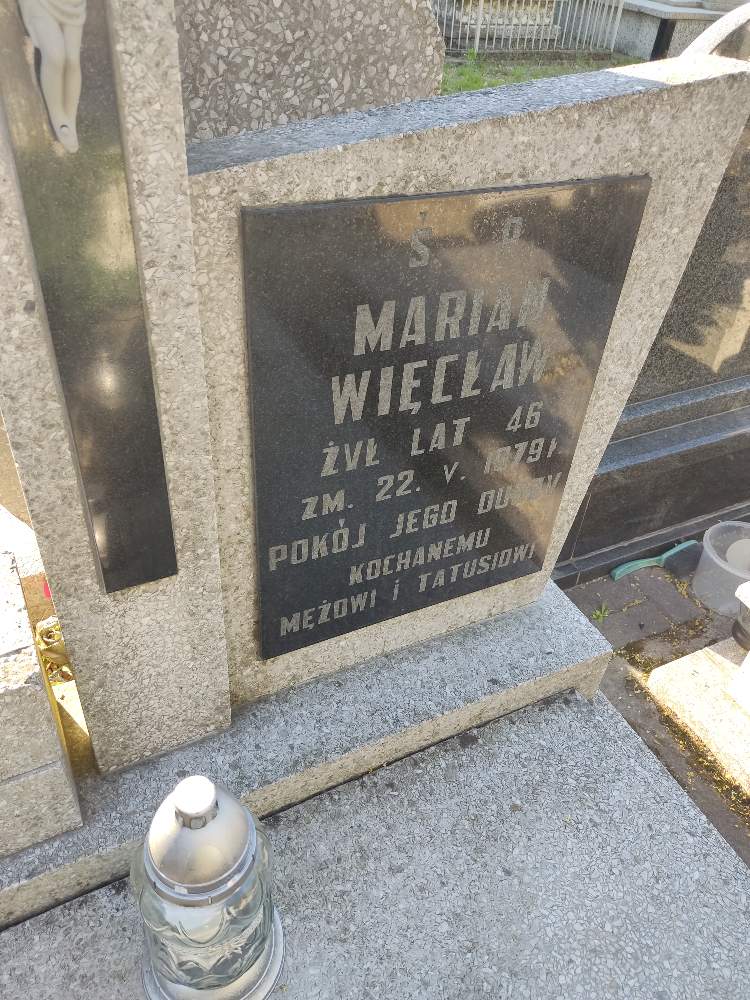 Ś. P.
MARIAN
WIĘCŁAW
ŻYŁ LAT 46
ZM. 22. V. 1979 r.
POKÓJ JEGO DUSZY
KOCHANEMU
MĘŻOWI i TATUSIOWI